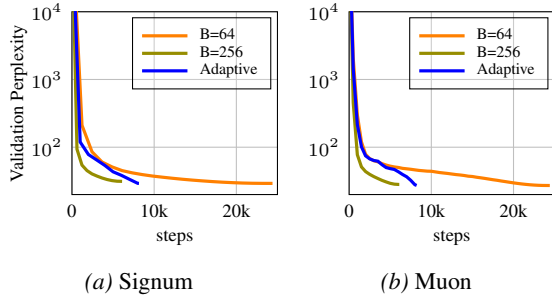 10^4 B=64 10^4 B=64
B=256 B=256
Adaptive Adaptive
Validation Perplexity
10^3 10^3
10^2 10^2
0 10k 20k 0 10k 20k
steps steps
(a) Signum (b) Muon